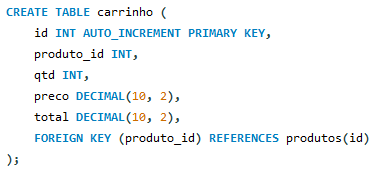 CREATE TABLE carrinho (
    id INT AUTO_INCREMENT PRIMARY KEY,
    produto_id INT,
    qtd INT,
    preco DECIMAL(10, 2),
    total DECIMAL(10, 2),
    FOREIGN KEY (produto_id) REFERENCES produtos(id)
);